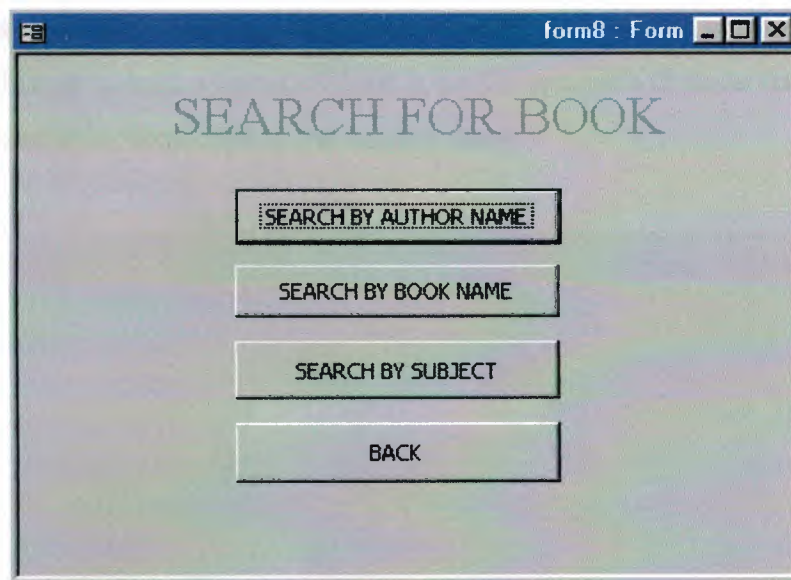 form8 : Form
SEARCH FOR BOOK
SEARCH BY AUTHOR NAME
SEARCH BY BOOK NAME
SEARCH BY SUBJECT
BACK